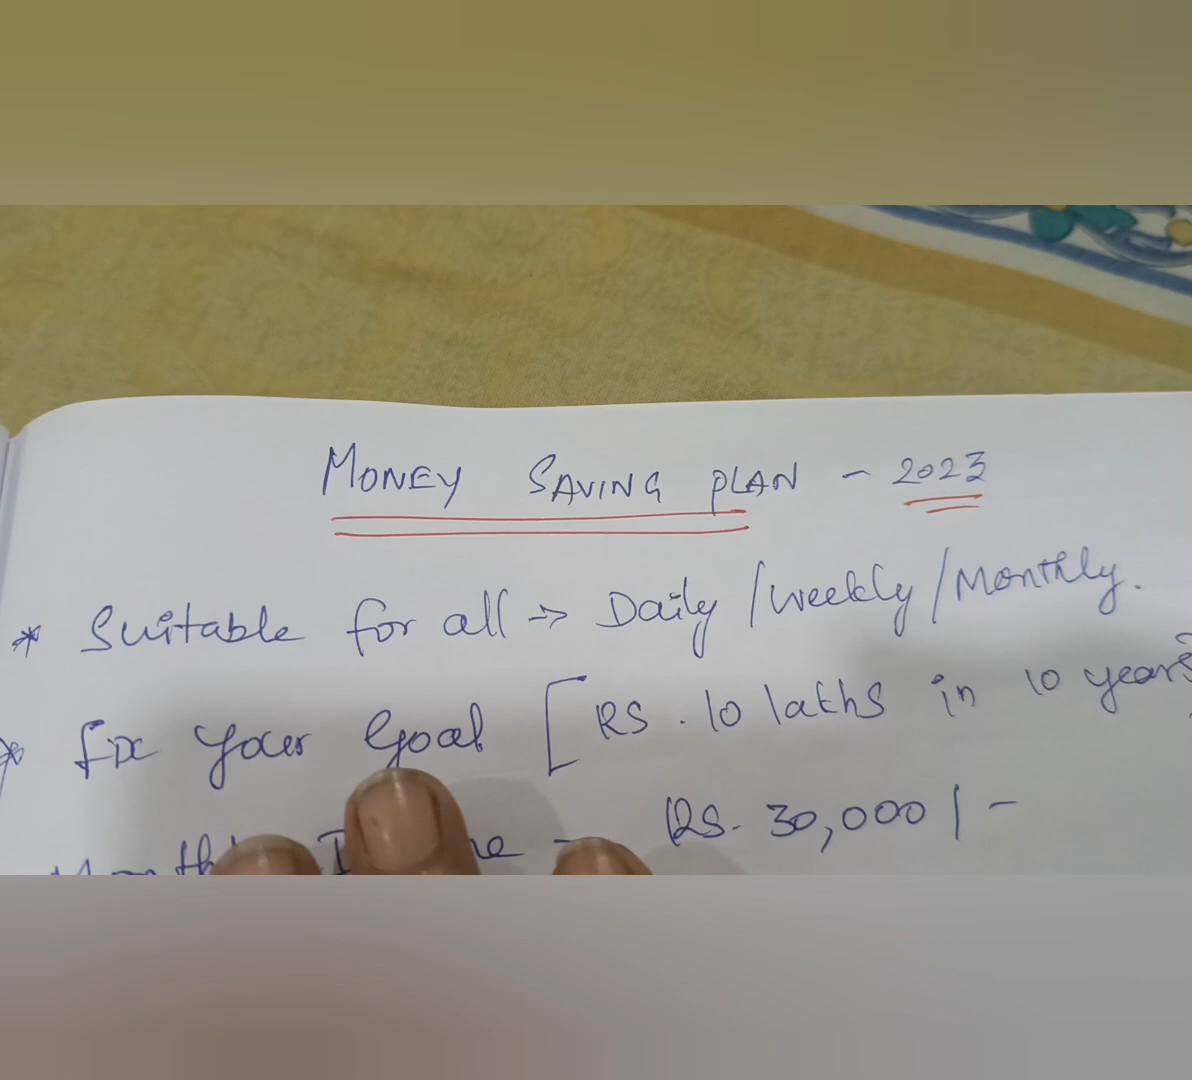 MONEY SAVING PLAN - 2023
* Suitable for all -> Daily / Weekly / Monthly.
* Fix your Goal [ RS. 10 lakhs in 10 years
Rs. 30,000/-